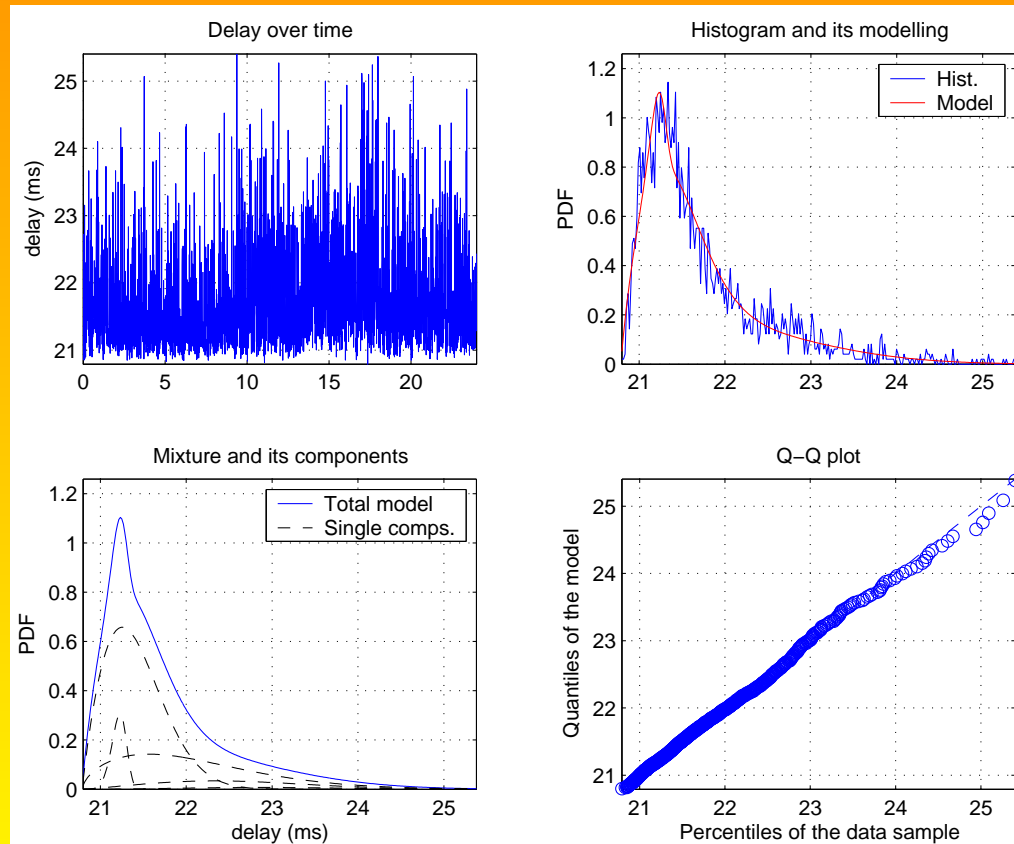 Delay over time
25
24
23
22
21
delay (ms)
0 5 10 15 20
Histogram and its modelling
1.2
1
0.8
0.6
0.4
0.2
0
PDF
Hist.
Model
21 22 23 24 25
Mixture and its components
1.2
1
0.8
0.6
0.4
0.2
0
PDF
Total model
Single comps.
21 22 23 24 25
delay (ms)
Q−Q plot
25
24
23
22
21
Quantiles of the model
21 22 23 24 25
Percentiles of the data sample